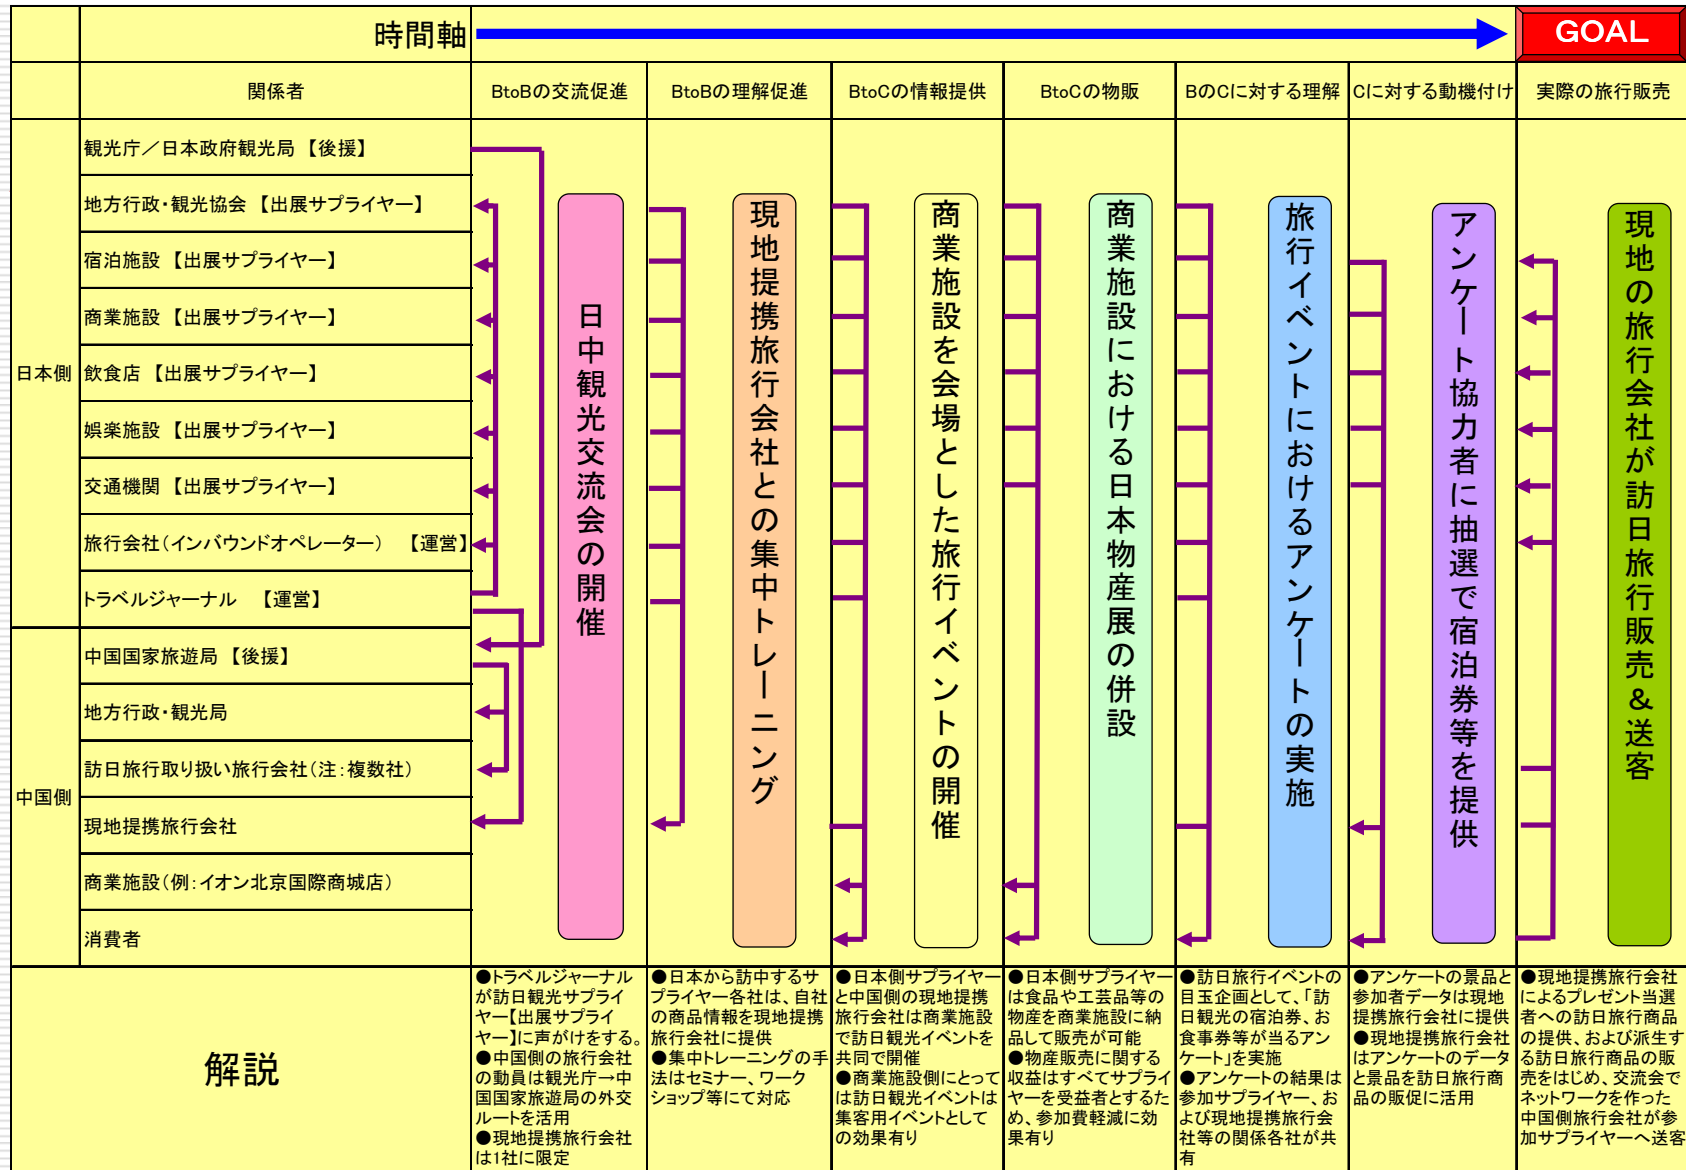 時間軸
GOAL
関係者
BtoBの交流促進
BtoBの理解促進
BtoCの情報提供
BtoCの物販
BのCに対する理解
Cに対する動機付け
実際の旅行販売
日本側
観光庁／日本政府観光局 【後援】
地方行政・観光協会 【出展サプライヤー】
宿泊施設 【出展サプライヤー】
商業施設 【出展サプライヤー】
飲食店 【出展サプライヤー】
娯楽施設 【出展サプライヤー】
交通機関 【出展サプライヤー】
旅行会社（インバウンドオペレーター） 【運営】
トラベルジャーナル 【運営】
中国側
中国国家旅遊局 【後援】
地方行政・観光局
訪日旅行取り扱い旅行会社（注：複数社）
現地提携旅行会社
商業施設（例：イオン北京国際商城店）
消費者
日中観光交流会の開催
現地提携旅行会社との集中トレーニング
商業施設を会場とした旅行イベントの開催
商業施設における日本物産展の併設
旅行イベントにおけるアンケートの実施
アンケート協力者に抽選で宿泊券等を提供
現地の旅行会社が訪日旅行販売＆送客
解説
●トラベルジャーナル
が訪日観光サプライ
ヤー【出展サプライ
ヤー】に声がけをする。
●中国側の旅行会社
の動員は観光庁→中
国国家旅遊局の外交
ルートを活用
●現地提携旅行会社
は1社に限定
●日本から訪中するサ
プライヤー各社は、自社
の商品情報を現地提携
旅行会社に提供
●集中トレーニングの手
法はセミナー、ワーク
ショップ等にて対応
●日本側サプライヤー
と中国側の現地提携
旅行会社は商業施設
で訪日観光イベントを
共同で開催
●商業施設側にとって
は訪日観光イベントは
集客用イベントとして
の効果有り
●日本側サプライヤー
は食品や工芸品等の
物産を商業施設に納
品して販売が可能
●物産販売に関する
収益はすべてサプライ
ヤーを受益者とするた
め、参加費軽減に効
果有り
●訪日旅行イベントの
目玉企画として、「訪
日観光の宿泊券、お
食事券等が当るアン
ケート」を実施
●アンケートの結果は
参加サプライヤー、お
よび現地提携旅行会
社等の関係各社が共
有
●アンケートの景品と
参加者データは現地
提携旅行会社に提供
●現地提携旅行会社
はアンケートのデータ
と景品を訪日旅行商
品の販促に活用
●現地提携旅行会社
によるプレゼント当選
者への訪日旅行商品
の提供、および派生す
る訪日旅行商品の販
売をはじめ、交流会で
ネットワークを作った
中国側旅行会社が参
加サプライヤーへ送客